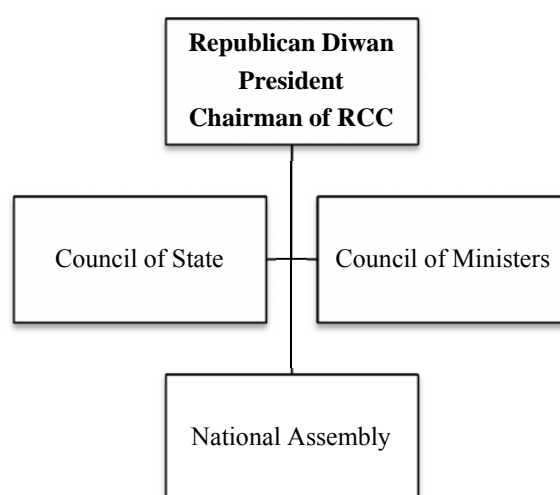 Republican Diwan
President
Chairman of RCC
Council of State
Council of Ministers
National Assembly